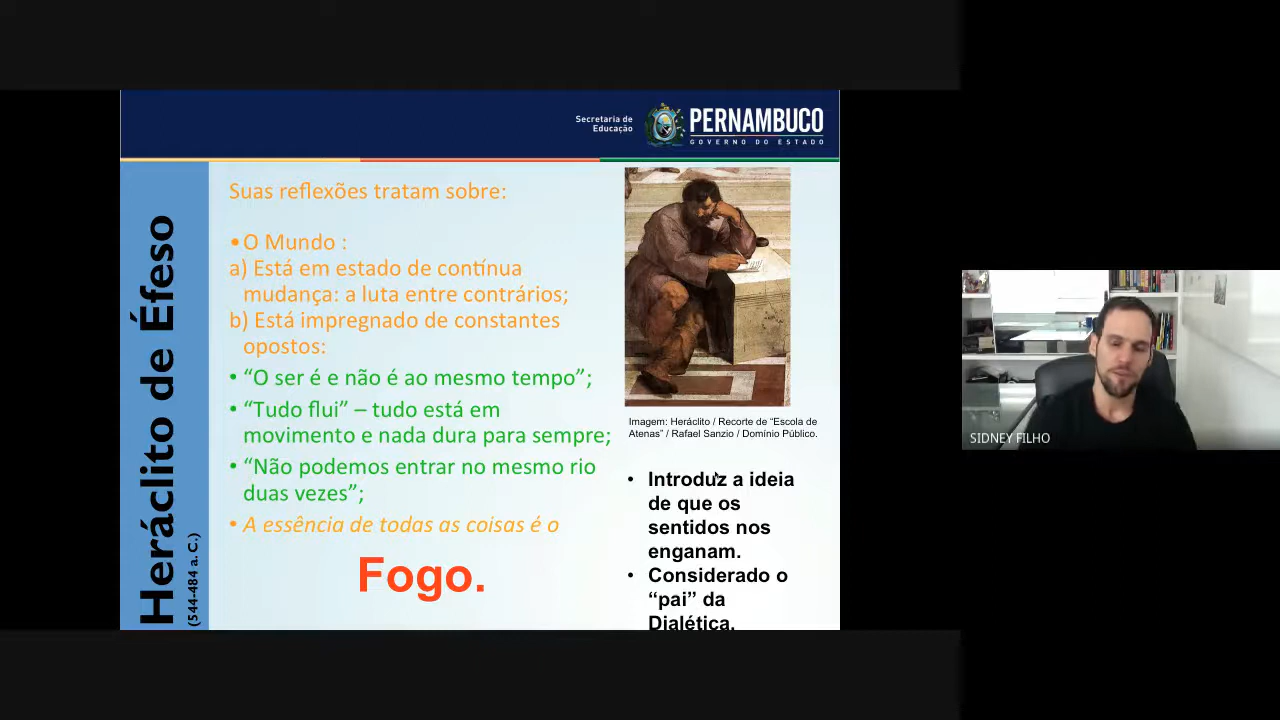 Secretaria de
Educação
PERNAMBUCO
GOVERNO DO ESTADO
Heráclito de Éfeso
(544-484 a. C.)
Suas reflexões tratam sobre:
•O Mundo :
a) Está em estado de contínua
mudança: a luta entre contrários;
b) Está impregnado de constantes
opostos:
• “O ser é e não é ao mesmo tempo”;
• “Tudo flui” – tudo está em
movimento e nada dura para sempre;
• “Não podemos entrar no mesmo rio
duas vezes”;
• A essência de todas as coisas é o
Fogo.
Imagem: Heráclito / Recorte de “Escola de
Atenas” / Rafael Sanzio / Domínio Público.
• Introduz a ideia
de que os
sentidos nos
enganam.
• Considerado o
“pai” da
Dialética.
SIDNEY FILHO